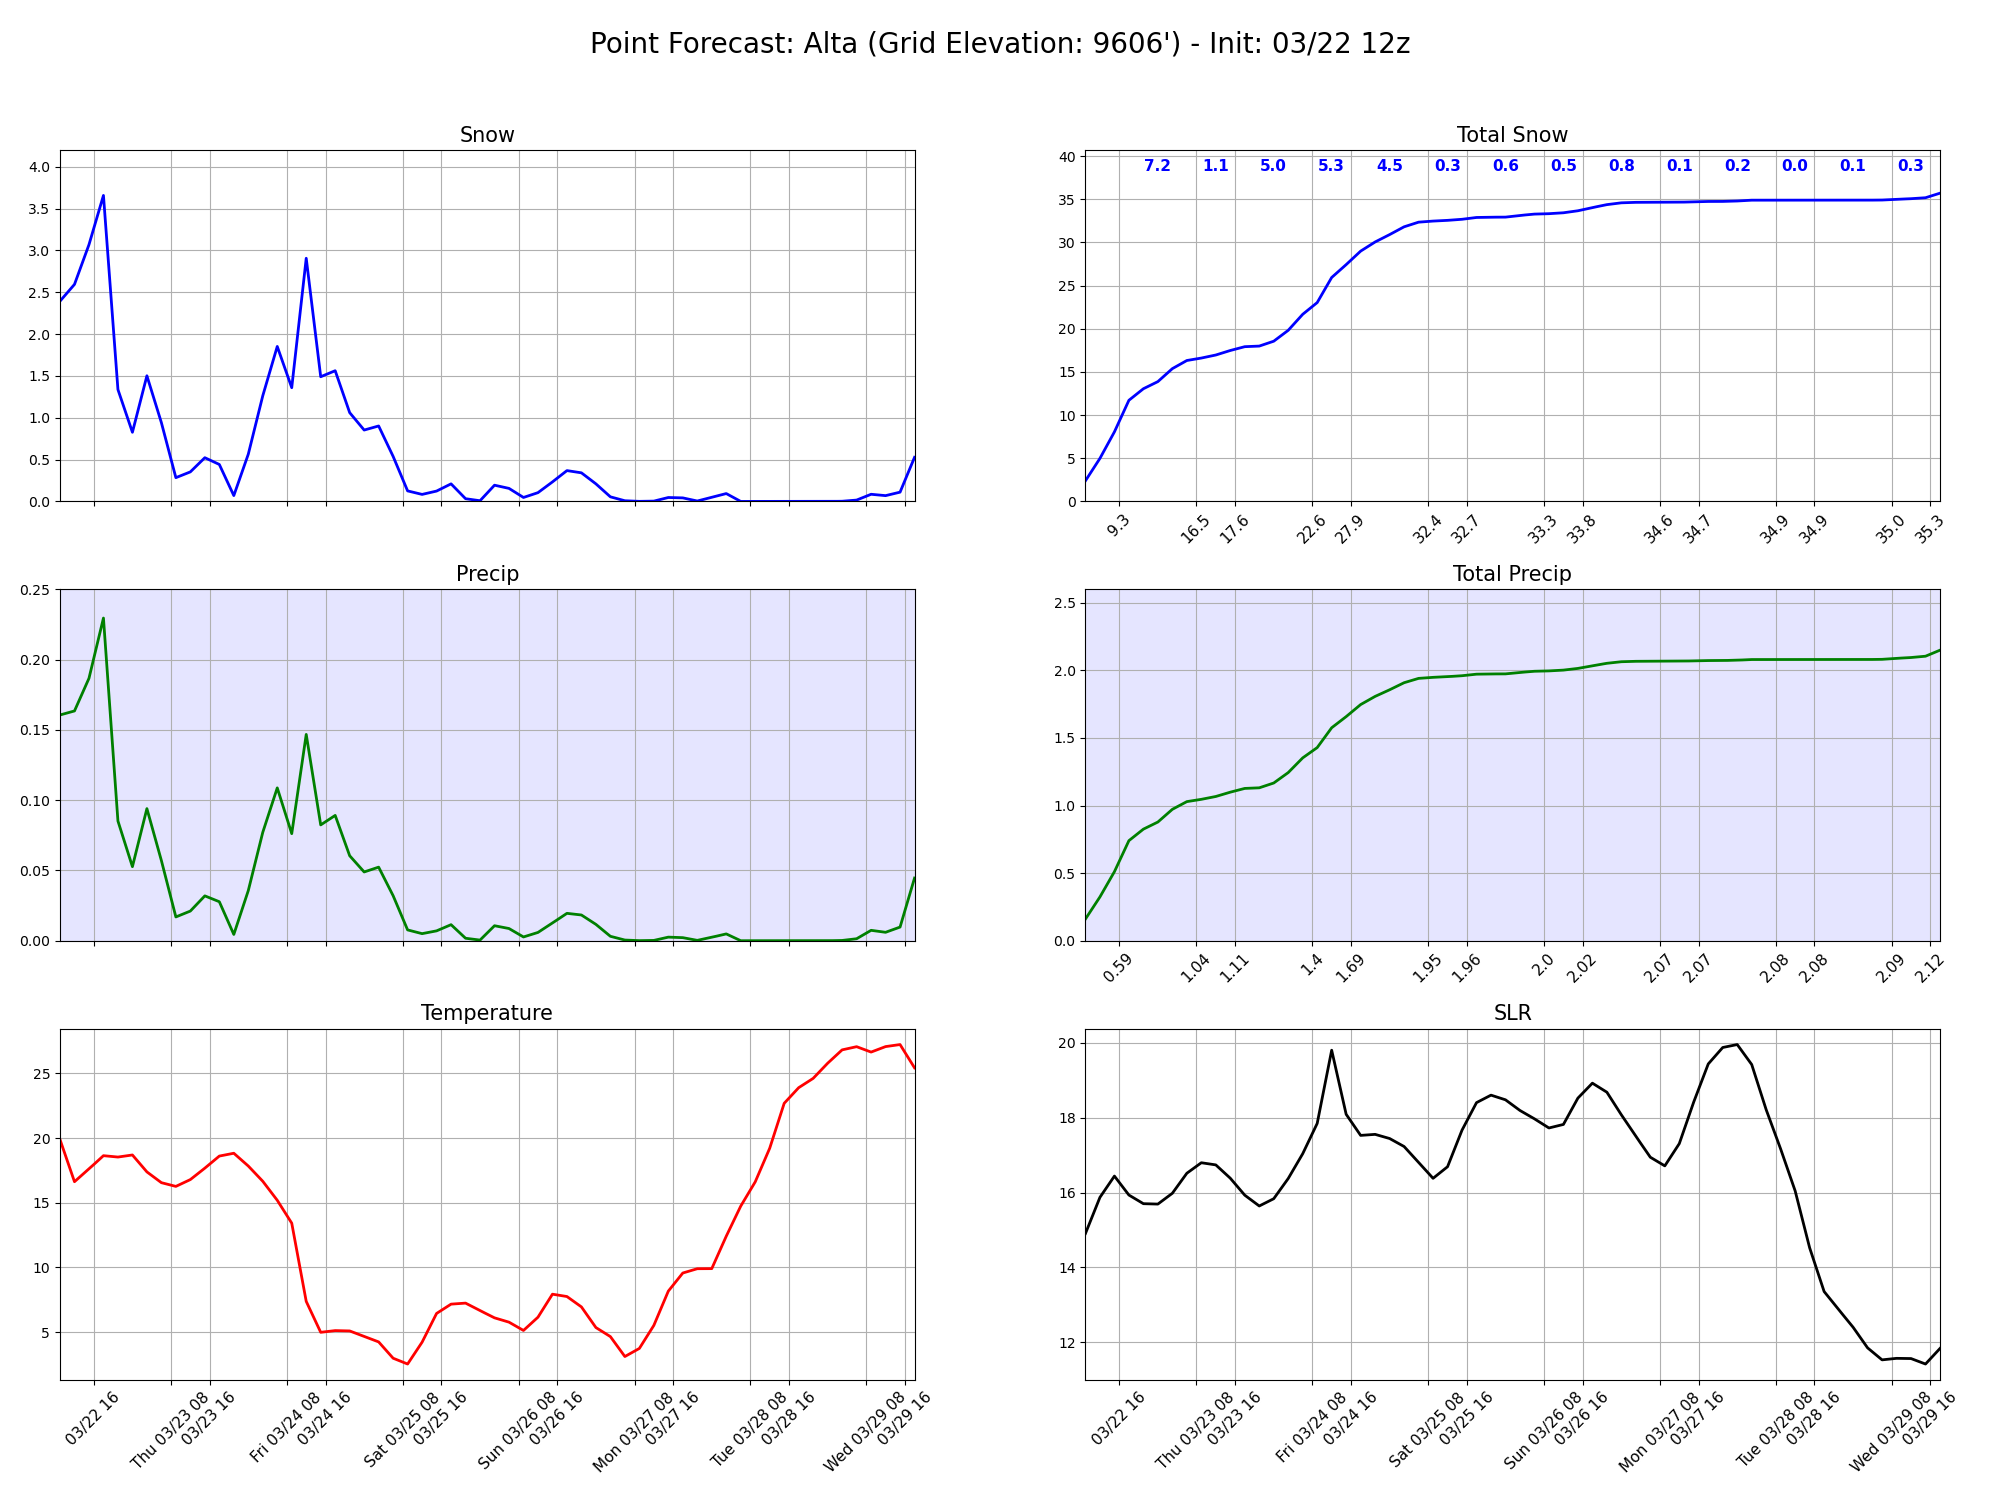 Point Forecast: Alta (Grid Elevation: 9606') - Init: 03/22 12z
Snow
4.0
3.5
3.0
2.5
2.0
1.5
1.0
0.5
0.0
Total Snow
40
35
30
25
20
15
10
5
0
7.2 1.1 5.0 5.3 4.5 0.3 0.6 0.5 0.8 0.1 0.2 0.0 0.1 0.3
9.3 16.5 17.6 22.6 27.9 32.4 32.7 33.3 33.8 34.6 34.7 34.9 34.9 35.0 35.3
Precip
0.25
0.20
0.15
0.10
0.05
0.00
Total Precip
2.5
2.0
1.5
1.0
0.5
0.0
0.59 1.04 1.11 1.4 1.69 1.95 1.96 2.0 2.02 2.07 2.07 2.08 2.08 2.09 2.12
Temperature
25
20
15
10
5
03/22 16
Thu 03/23 08
03/23 16
Fri 03/24 08
03/24 16
Sat 03/25 08
03/25 16
Sun 03/26 08
03/26 16
Mon 03/27 08
03/27 16
Tue 03/28 08
03/28 16
Wed 03/29 08
03/29 16
SLR
20
18
16
14
12
03/22 16
Thu 03/23 08
03/23 16
Fri 03/24 08
03/24 16
Sat 03/25 08
03/25 16
Sun 03/26 08
03/26 16
Mon 03/27 08
03/27 16
Tue 03/28 08
03/28 16
Wed 03/29 08
03/29 16